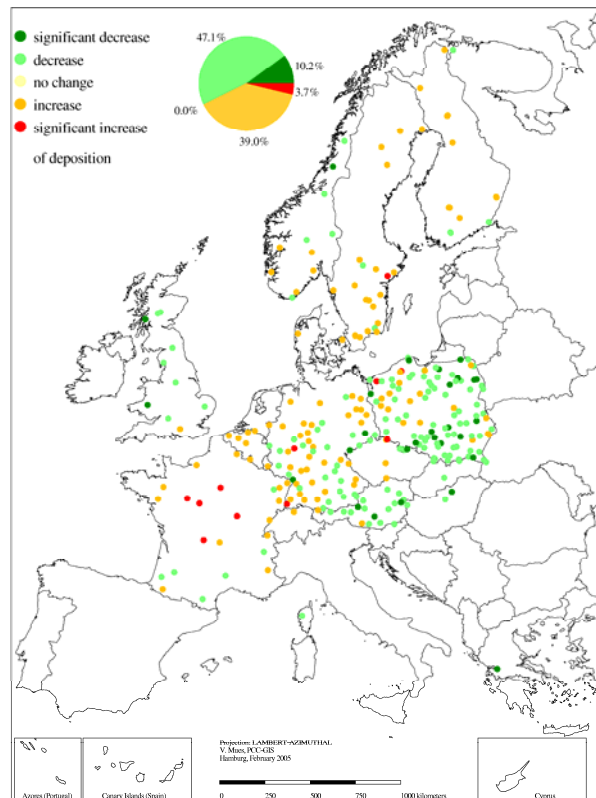 significant decrease
decrease
no change
increase
significant increase
of deposition
47.1%
10.2%
3.7%
0.0%
39.0%
Projection: LAMBERT-AZIMUTHAL
V. Mues, PCC-GIS
Hamburg, February 2005
0 250 500 750 1000 kilometers
Azores (Portugal)
Canary Islands (Spain)
Cyprus